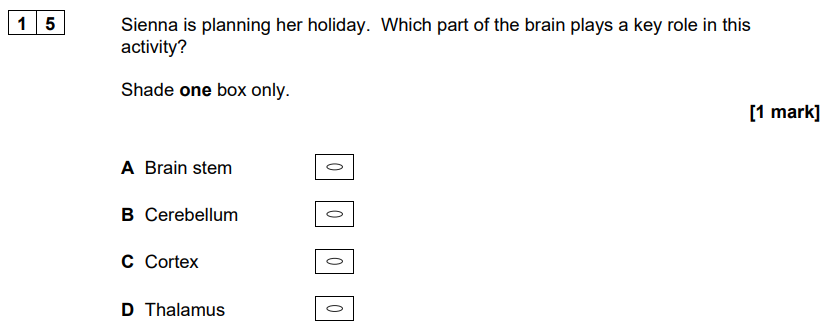 1 5 Sienna is planning her holiday. Which part of the brain plays a key role in this
activity?
Shade one box only.
[1 mark]
A Brain stem
B Cerebellum
C Cortex
D Thalamus